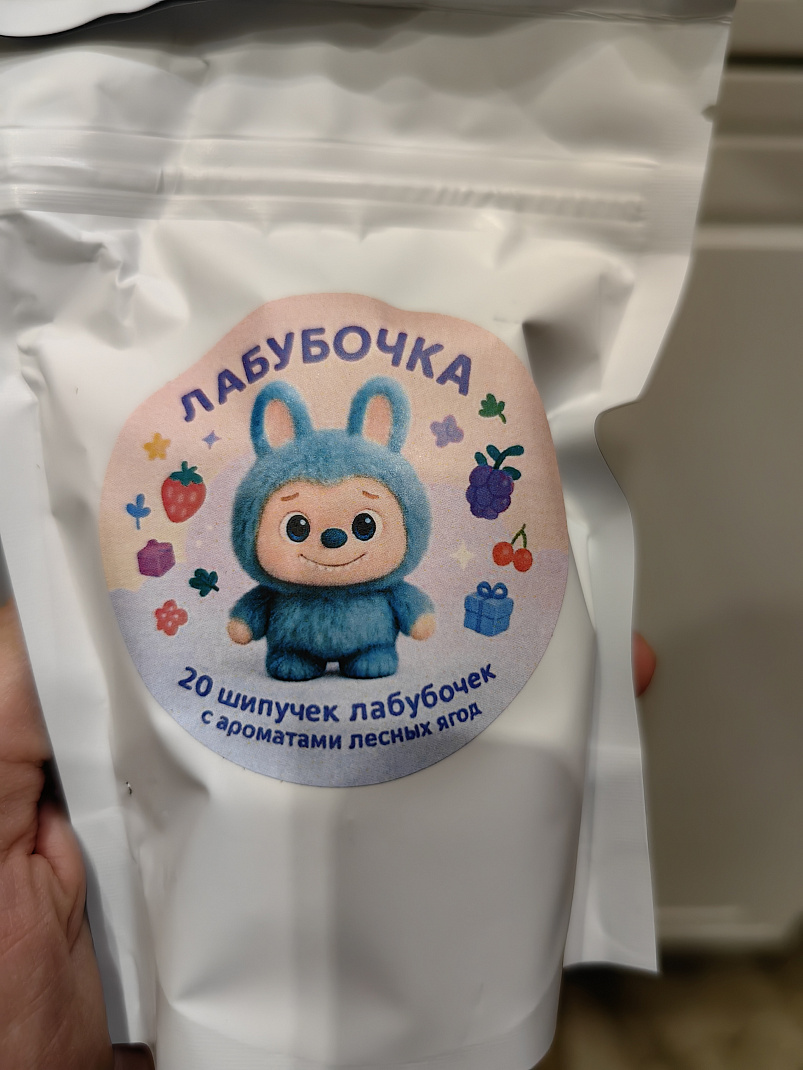 ЛАБУБОЧКА
20 шипучек лабубочек
с ароматами лесных ягод